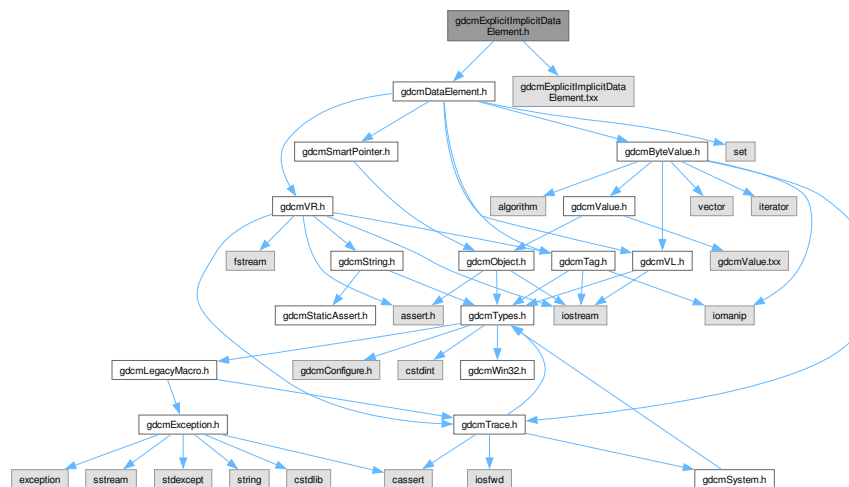 gdcmExplicitImplicitData
Element.h
gdcmDataElement.h
gdcmExplicitImplicitData
Element.txx
gdcmSmartPointer.h
gdcmByteValue.h
set
gdcmVR.h
algorithm
gdcmValue.h
vector
iterator
fstream
gdcmString.h
gdcmObject.h
gdcmTag.h
gdcmVL.h
gdcmValue.txx
gdcmStaticAssert.h
assert.h
gdcmTypes.h
iostream
iomanip
gdcmLegacyMacro.h
gdcmConfigure.h
cstdint
gdcmWin32.h
gdcmException.h
gdcmTrace.h
exception
sstream
stdexcept
string
cstdlib
cassert
iosfwd
gdcmSystem.h